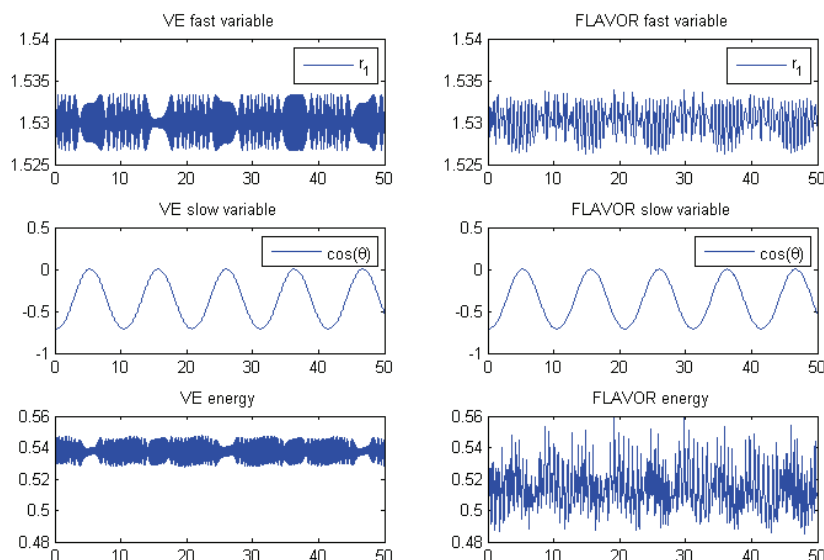 VE fast variable
1.54
1.535
1.53
1.525
r1
0 10 20 30 40 50
FLAVOR fast variable
1.54
1.535
1.53
1.525
r1
0 10 20 30 40 50
VE slow variable
0.5
0
-0.5
-1
cos(θ)
0 10 20 30 40 50
FLAVOR slow variable
0.5
0
-0.5
-1
cos(θ)
0 10 20 30 40 50
VE energy
0.56
0.54
0.52
0.5
0.48
0 10 20 30 40 50
FLAVOR energy
0.56
0.54
0.52
0.5
0.48
0 10 20 30 40 50